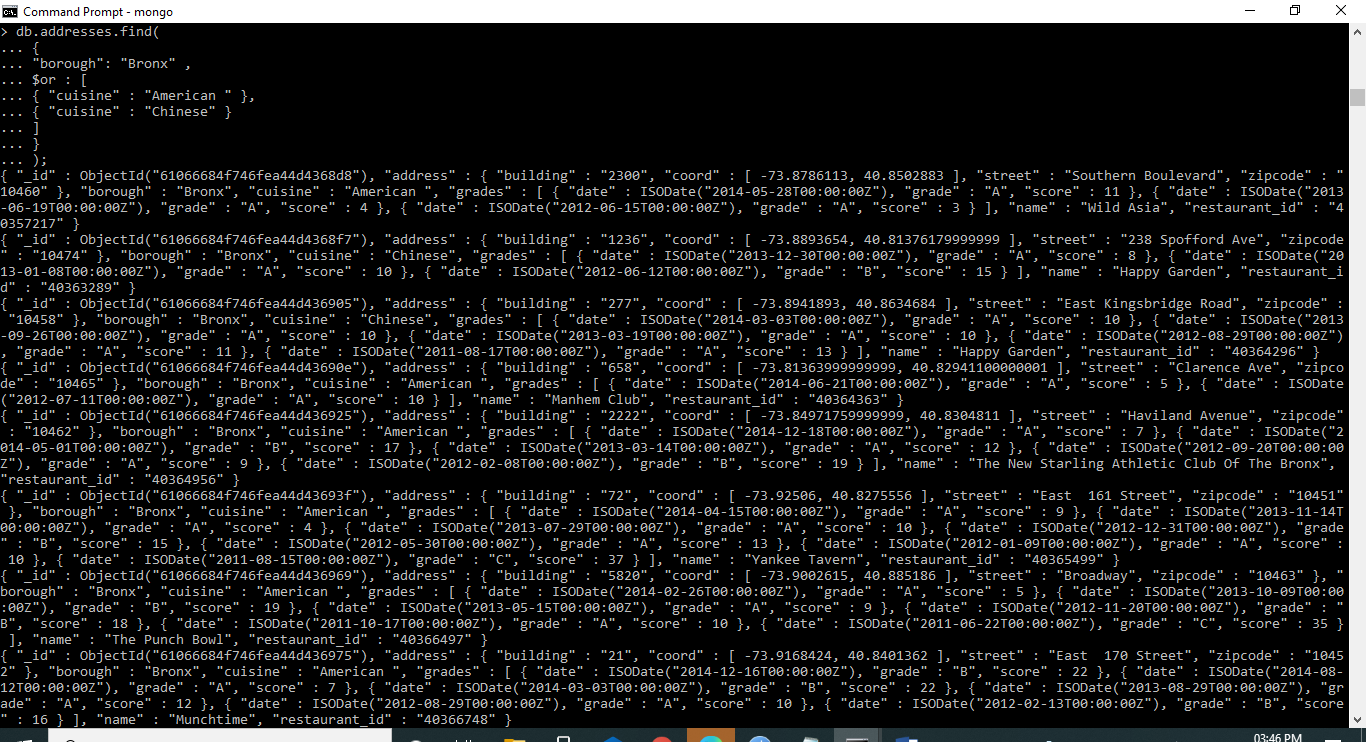 Command Prompt - mongo
> db.addresses.find(
... {
... "borough": "Bronx" ,
... $or : [
... { "cuisine" : "American " },
... { "cuisine" : "Chinese" }
... ]
... }
... );
{ "_id" : ObjectId("61066684f746fea44d4368d8"), "address" : { "building" : "2300", "coord" : [ -73.8786113, 40.8502883 ], "street" : "Southern Boulevard", "zipcode" : "
10460" }, "borough" : "Bronx", "cuisine" : "American ", "grades" : [ { "date" : ISODate("2014-05-28T00:00:00Z"), "grade" : "A", "score" : 11 }, { "date" : ISODate("2013
-06-19T00:00:00Z"), "grade" : "A", "score" : 4 }, { "date" : ISODate("2012-06-15T00:00:00Z"), "grade" : "A", "score" : 3 } ], "name" : "Wild Asia", "restaurant_id" : "4
0357217" }
{ "_id" : ObjectId("61066684f746fea44d4368f7"), "address" : { "building" : "1236", "coord" : [ -73.8893654, 40.81376179999999 ], "street" : "238 Spofford Ave", "zipcode
" : "10474" }, "borough" : "Bronx", "cuisine" : "Chinese", "grades" : [ { "date" : ISODate("2013-12-30T00:00:00Z"), "grade" : "A", "score" : 8 }, { "date" : ISODate("20
13-01-08T00:00:00Z"), "grade" : "A", "score" : 10 }, { "date" : ISODate("2012-06-12T00:00:00Z"), "grade" : "B", "score" : 15 } ], "name" : "Happy Garden", "restaurant_i
d" : "40363289" }
{ "_id" : ObjectId("61066684f746fea44d436905"), "address" : { "building" : "277", "coord" : [ -73.8941893, 40.8634684 ], "street" : "East Kingsbridge Road", "zipcode" :
"10458" }, "borough" : "Bronx", "cuisine" : "Chinese", "grades" : [ { "date" : ISODate("2014-03-03T00:00:00Z"), "grade" : "A", "score" : 10 }, { "date" : ISODate("2013
-09-26T00:00:00Z"), "grade" : "A", "score" : 10 }, { "date" : ISODate("2013-03-19T00:00:00Z"), "grade" : "A", "score" : 10 }, { "date" : ISODate("2012-08-29T00:00:00Z")
, "grade" : "A", "score" : 11 }, { "date" : ISODate("2011-08-17T00:00:00Z"), "grade" : "A", "score" : 13 } ], "name" : "Happy Garden", "restaurant_id" : "40364296" }
{ "_id" : ObjectId("61066684f746fea44d43690e"), "address" : { "building" : "658", "coord" : [ -73.81363999999999, 40.82941100000001 ], "street" : "Clarence Ave", "zipco
de" : "10465" }, "borough" : "Bronx", "cuisine" : "American ", "grades" : [ { "date" : ISODate("2014-06-21T00:00:00Z"), "grade" : "A", "score" : 5 }, { "date" : ISODate
("2012-07-11T00:00:00Z"), "grade" : "A", "score" : 10 } ], "name" : "Manhem Club", "restaurant_id" : "40364363" }
{ "_id" : ObjectId("61066684f746fea44d436925"), "address" : { "building" : "2222", "coord" : [ -73.84971759999999, 40.8304811 ], "street" : "Haviland Avenue", "zipcode"
: "10462" }, "borough" : "Bronx", "cuisine" : "American ", "grades" : [ { "date" : ISODate("2014-12-18T00:00:00Z"), "grade" : "A", "score" : 7 }, { "date" : ISODate("2
014-05-01T00:00:00Z"), "grade" : "B", "score" : 17 }, { "date" : ISODate("2013-03-14T00:00:00Z"), "grade" : "A", "score" : 12 }, { "date" : ISODate("2012-09-20T00:00:00
Z"), "grade" : "A", "score" : 9 }, { "date" : ISODate("2012-02-08T00:00:00Z"), "grade" : "B", "score" : 19 } ], "name" : "The New Starling Athletic Club Of The Bronx",
"restaurant_id" : "40364956" }
{ "_id" : ObjectId("61066684f746fea44d43693f"), "address" : { "building" : "72", "coord" : [ -73.92506, 40.8275556 ], "street" : "East  161 Street", "zipcode" : "10451"
}, "borough" : "Bronx", "cuisine" : "American ", "grades" : [ { "date" : ISODate("2014-04-15T00:00:00Z"), "grade" : "A", "score" : 9 }, { "date" : ISODate("2013-11-14T
00:00:00Z"), "grade" : "A", "score" : 4 }, { "date" : ISODate("2013-07-29T00:00:00Z"), "grade" : "A", "score" : 10 }, { "date" : ISODate("2012-12-31T00:00:00Z"), "grade
" : "B", "score" : 15 }, { "date" : ISODate("2012-05-30T00:00:00Z"), "grade" : "A", "score" : 13 }, { "date" : ISODate("2012-01-09T00:00:00Z"), "grade" : "A", "score" :
10 }, { "date" : ISODate("2011-08-15T00:00:00Z"), "grade" : "C", "score" : 37 } ], "name" : "Yankee Tavern", "restaurant_id" : "40365499" }
{ "_id" : ObjectId("61066684f746fea44d436969"), "address" : { "building" : "5820", "coord" : [ -73.9002615, 40.885186 ], "street" : "Broadway", "zipcode" : "10463" }, "
borough" : "Bronx", "cuisine" : "American ", "grades" : [ { "date" : ISODate("2014-02-26T00:00:00Z"), "grade" : "A", "score" : 5 }, { "date" : ISODate("2013-10-09T00:00
:00Z"), "grade" : "B", "score" : 19 }, { "date" : ISODate("2013-05-15T00:00:00Z"), "grade" : "A", "score" : 9 }, { "date" : ISODate("2012-11-20T00:00:00Z"), "grade" : "
B", "score" : 18 }, { "date" : ISODate("2011-10-17T00:00:00Z"), "grade" : "A", "score" : 10 }, { "date" : ISODate("2011-06-22T00:00:00Z"), "grade" : "C", "score" : 35 }
], "name" : "The Punch Bowl", "restaurant_id" : "40366497" }
{ "_id" : ObjectId("61066684f746fea44d436975"), "address" : { "building" : "21", "coord" : [ -73.9168424, 40.8401362 ], "street" : "East  170 Street", "zipcode" : "1045
2" }, "borough" : "Bronx", "cuisine" : "American ", "grades" : [ { "date" : ISODate("2014-12-16T00:00:00Z"), "grade" : "B", "score" : 22 }, { "date" : ISODate("2014-08-
12T00:00:00Z"), "grade" : "A", "score" : 7 }, { "date" : ISODate("2014-03-03T00:00:00Z"), "grade" : "B", "score" : 22 }, { "date" : ISODate("2013-08-29T00:00:00Z"), "gr
ade" : "A", "score" : 12 }, { "date" : ISODate("2012-08-29T00:00:00Z"), "grade" : "A", "score" : 10 }, { "date" : ISODate("2012-02-13T00:00:00Z"), "grade" : "B", "score
" : 16 } ], "name" : "Munchtime", "restaurant_id" : "40366748" }
03:46 PM